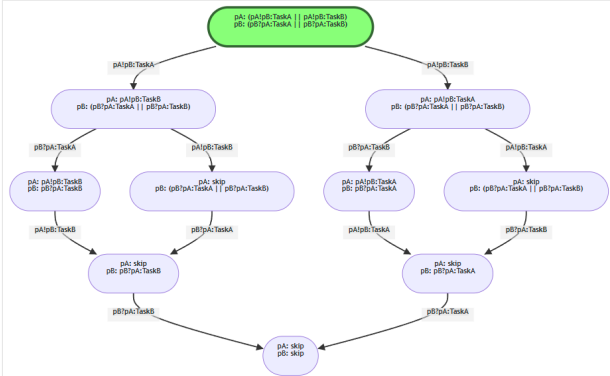 pA: (pA!pB:TaskA || pA!pB:TaskB)
pB: (pB?pA:TaskA || pB?pA:TaskB)
pA!pB:TaskA
pA!pB:TaskB
pA: pA!pB:TaskB
pB: (pB?pA:TaskA || pB?pA:TaskB)
pA: pA!pB:TaskA
pB: (pB?pA:TaskA || pB?pA:TaskB)
pB?pA:TaskA
pA!pB:TaskB
pB?pA:TaskB
pA!pB:TaskA
pA: pA!pB:TaskB
pB: pB?pA:TaskB
pA: skip
pB: (pB?pA:TaskA || pB?pA:TaskB)
pA: pA!pB:TaskA
pB: pB?pA:TaskA
pA: skip
pB: (pB?pA:TaskA || pB?pA:TaskB)
pA!pB:TaskB
pB?pA:TaskA
pA!pB:TaskA
pB?pA:TaskB
pA: skip
pB: pB?pA:TaskB
pA: skip
pB: pB?pA:TaskA
pB?pA:TaskB
pB?pA:TaskA
pA: skip
pB: skip